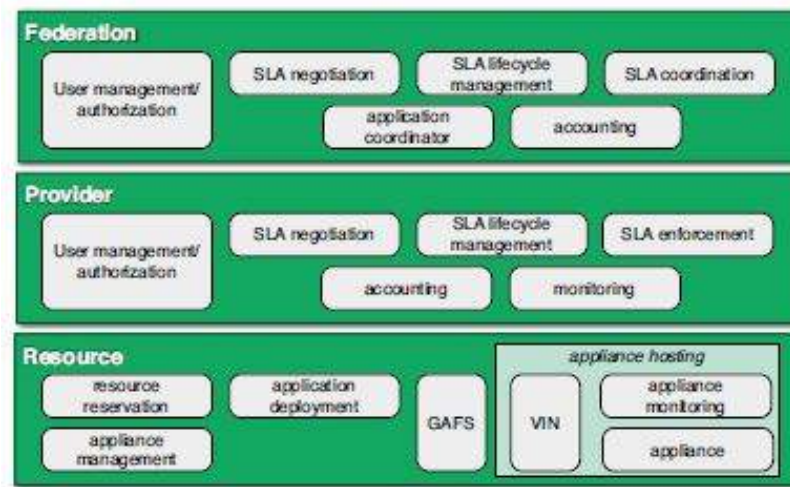 Federation
User management/
authorization
SLA negotiation
SLA lifecycle
management
SLA coordination
application
coordinator
accounting
Provider
User management/
authorization
SLA negotiation
SLA lifecycle
management
SLA enforcement
accounting
monitoring
Resource
resource
reservation
application
deployment
appliance
management
GAFS
appliance hosting
VIN
appliance
monitoring
appliance